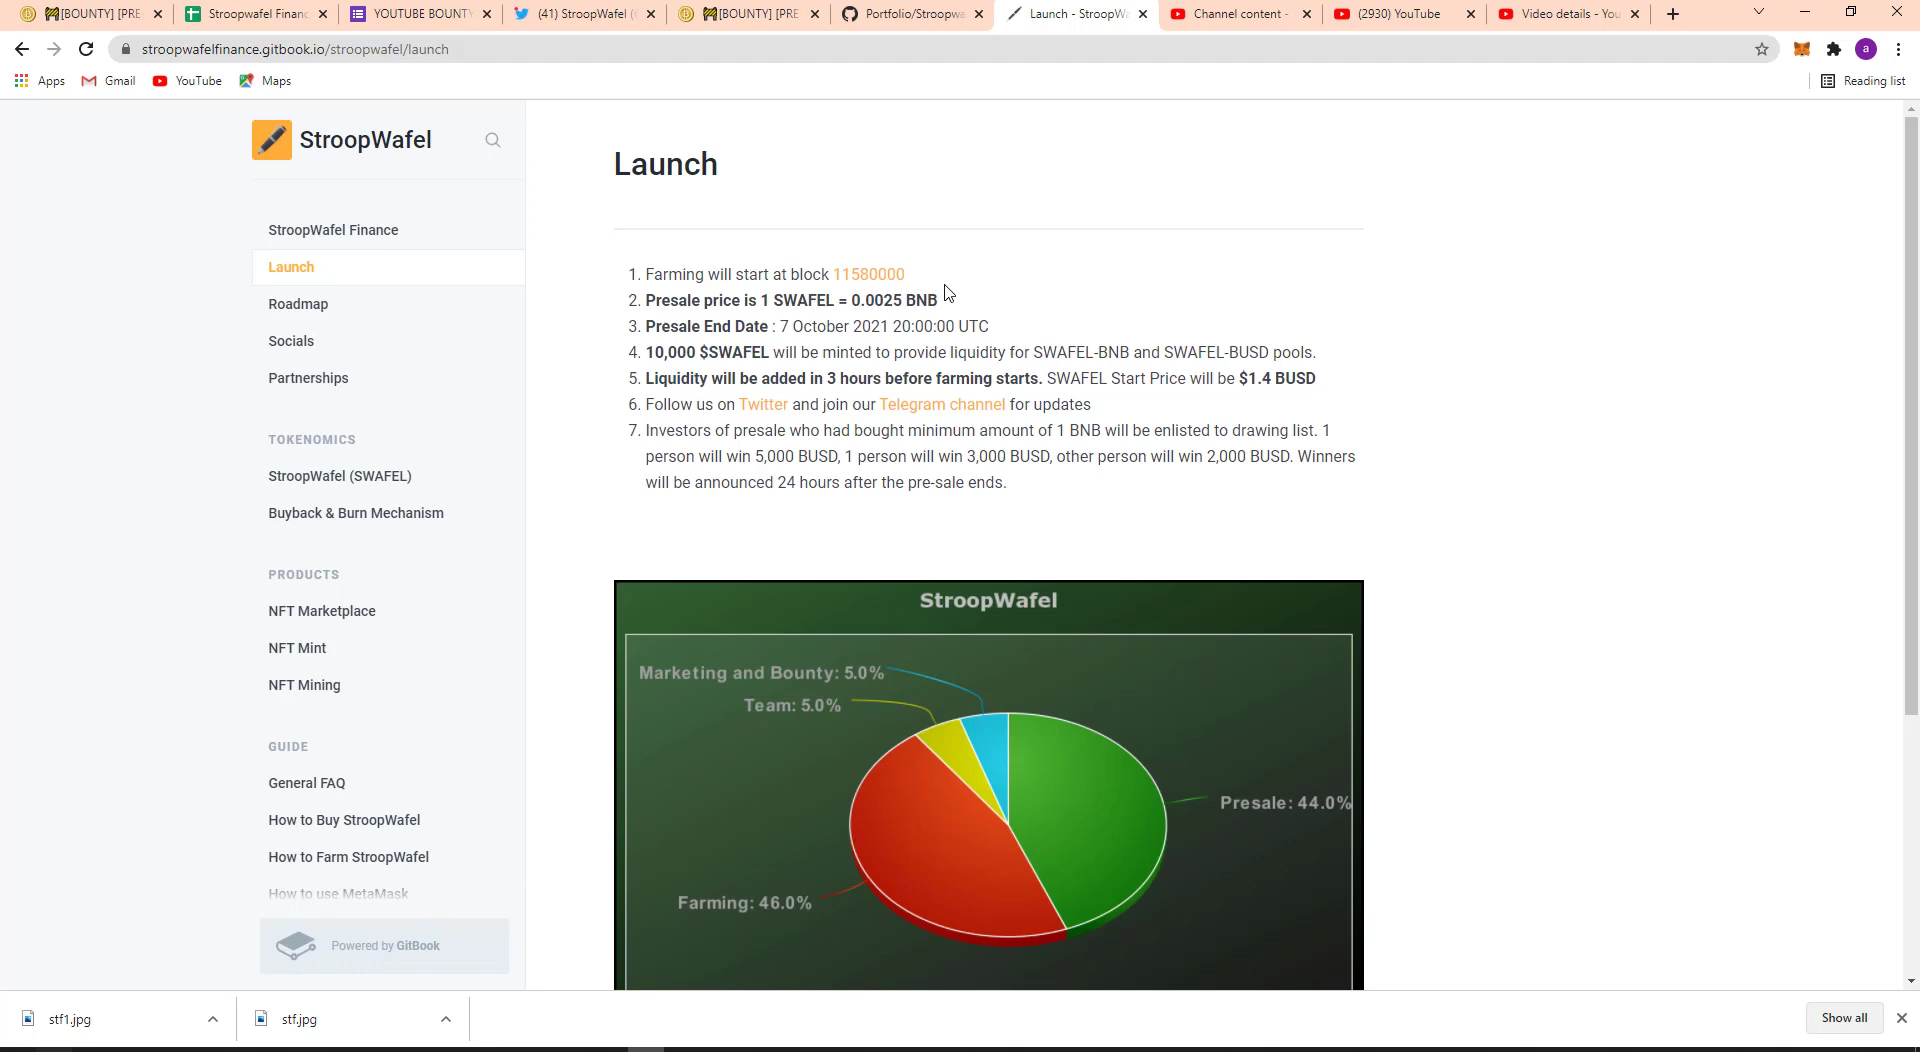 [BOUNTY] [PRE
Stroopwafel Financ
YOUTUBE BOUNTY
(41) StroopWafel (
[BOUNTY] [PRE
Portfolio/Stroopwa
Launch - StroopWa
Channel content -
(2930) YouTube
Video details - You
stroopwafelfinance.gitbook.io/stroopwafel/launch
a
Apps
Gmail
YouTube
Maps
Reading list
StroopWafel
StroopWafel Finance
Launch
Roadmap
Socials
Partnerships
TOKENOMICS
StroopWafel (SWAFEL)
Buyback & Burn Mechanism
PRODUCTS
NFT Marketplace
NFT Mint
NFT Mining
GUIDE
General FAQ
How to Buy StroopWafel
How to Farm StroopWafel
How to use MetaMask
Powered by GitBook
Launch
1. Farming will start at block 11580000
2. Presale price is 1 SWAFEL = 0.0025 BNB
3. Presale End Date : 7 October 2021 20:00:00 UTC
4. 10,000 $SWAFEL will be minted to provide liquidity for SWAFEL-BNB and SWAFEL-BUSD pools.
5. Liquidity will be added in 3 hours before farming starts. SWAFEL Start Price will be $1.4 BUSD
6. Follow us on Twitter and join our Telegram channel for updates
7. Investors of presale who had bought minimum amount of 1 BNB will be enlisted to drawing list. 1
person will win 5,000 BUSD, 1 person will win 3,000 BUSD, other person will win 2,000 BUSD. Winners
will be announced 24 hours after the pre-sale ends.
StroopWafel
Marketing and Bounty: 5.0%
Team: 5.0%
Presale: 44.0%
Farming: 46.0%
stf1.jpg
stf.jpg
Show all